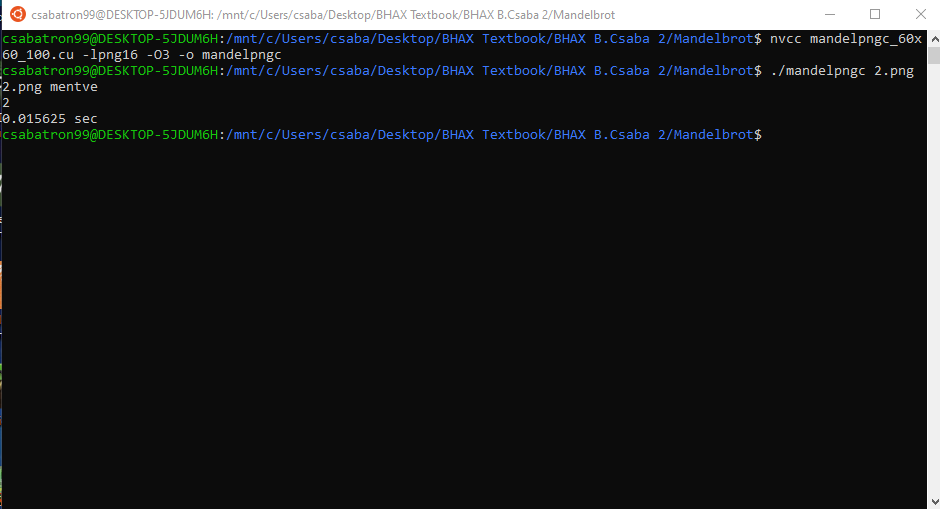 csabatron99@DESKTOP-5JDUM6H: /mnt/c/Users/csaba/Desktop/BHAX Textbook/BHAX B.Csaba 2/Mandelbrot
csabatron99@DESKTOP-5JDUM6H:/mnt/c/Users/csaba/Desktop/BHAX Textbook/BHAX B.Csaba 2/Mandelbrot$ nvcc mandelpngc_60x
60_100.cu -lpng16 -O3 -o mandelpngc
csabatron99@DESKTOP-5JDUM6H:/mnt/c/Users/csaba/Desktop/BHAX Textbook/BHAX B.Csaba 2/Mandelbrot$ ./mandelpngc 2.png
2.png mentve
2
0.015625 sec
csabatron99@DESKTOP-5JDUM6H:/mnt/c/Users/csaba/Desktop/BHAX Textbook/BHAX B.Csaba 2/Mandelbrot$